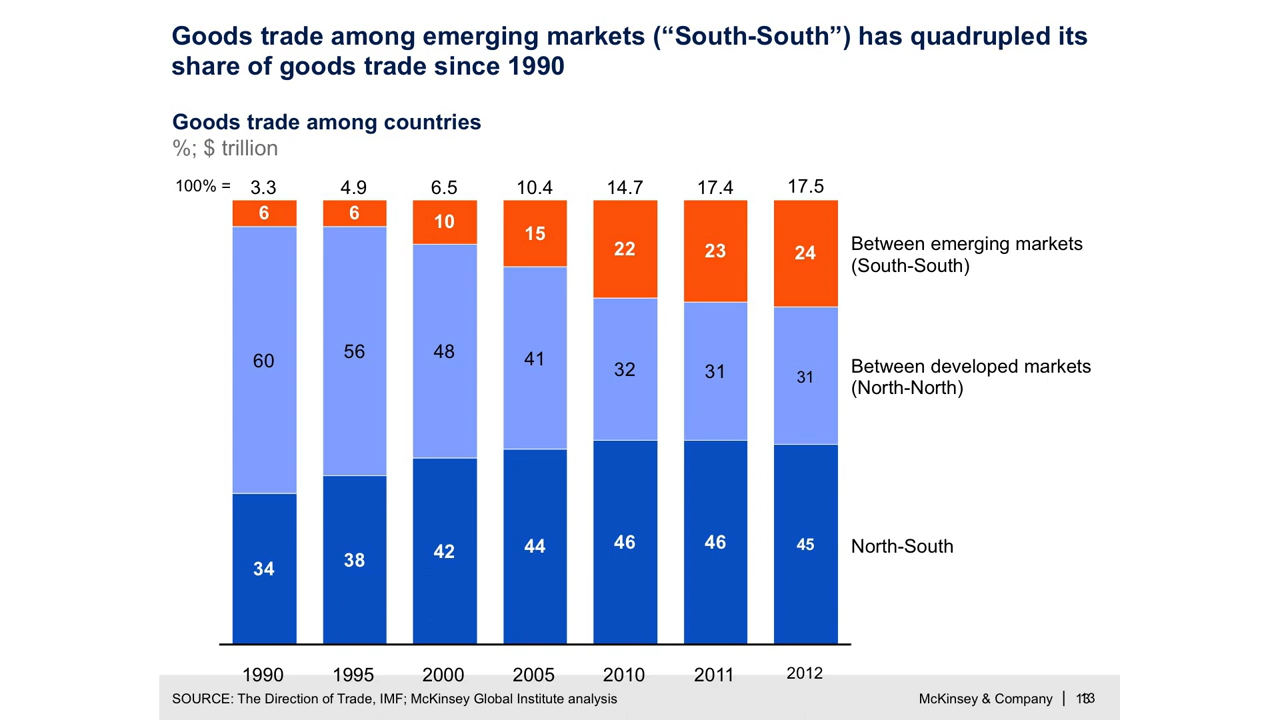 Goods trade among emerging markets (“South-South”) has quadrupled its
share of goods trade since 1990
Goods trade among countries
%; $ trillion
100% = 3.3 4.9 6.5 10.4 14.7 17.4 17.5
6 6 10 15 22 23 24
Between emerging markets
(South-South)
60 56 48 41 32 31 31
Between developed markets
(North-North)
34 38 42 44 46 46 45
North-South
1990 1995 2000 2005 2010 2011 2012
SOURCE: The Direction of Trade, IMF; McKinsey Global Institute analysis
McKinsey & Company |